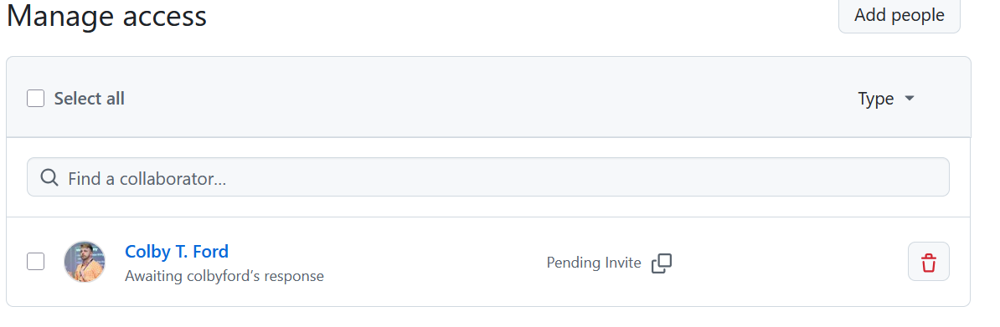 Manage access
Add people
Select all
Type
Find a collaborator...
Colby T. Ford
Awaiting colbyford’s response
Pending Invite